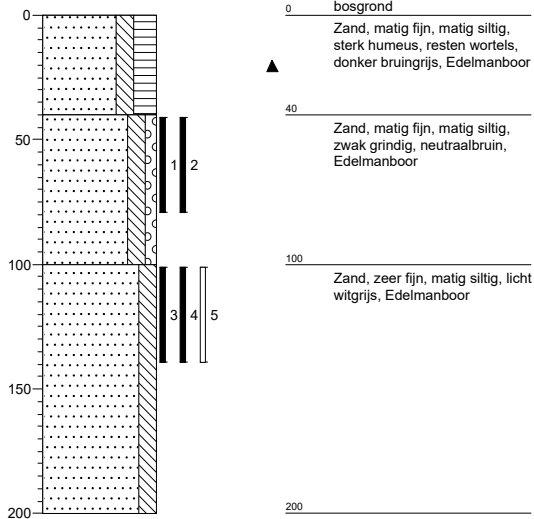 0
50
100
150
200
1
2
3
4
5
0
bosgrond
Zand, matig fijn, matig siltig,
sterk humeus, resten wortels,
donker bruingrijs, Edelmanboor
40
Zand, matig fijn, matig siltig,
zwak grindig, neutraalbruin,
Edelmanboor
100
Zand, zeer fijn, matig siltig, licht
witgrijs, Edelmanboor
200